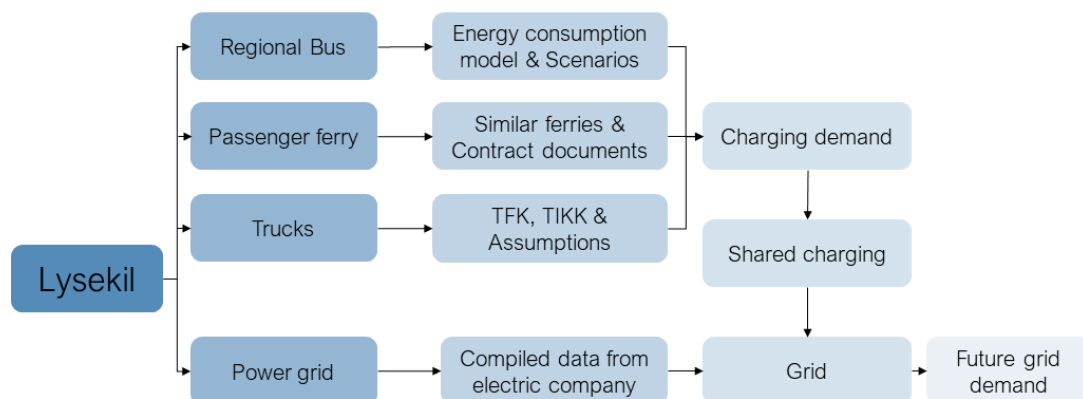 Regional Bus
Energy consumption
model & Scenarios
Passenger ferry
Similar ferries &
Contract documents
Charging demand
Trucks
TFK, TIKK &
Assumptions
Shared charging
Lysekil
Power grid
Compiled data from
electric company
Grid
Future grid
demand